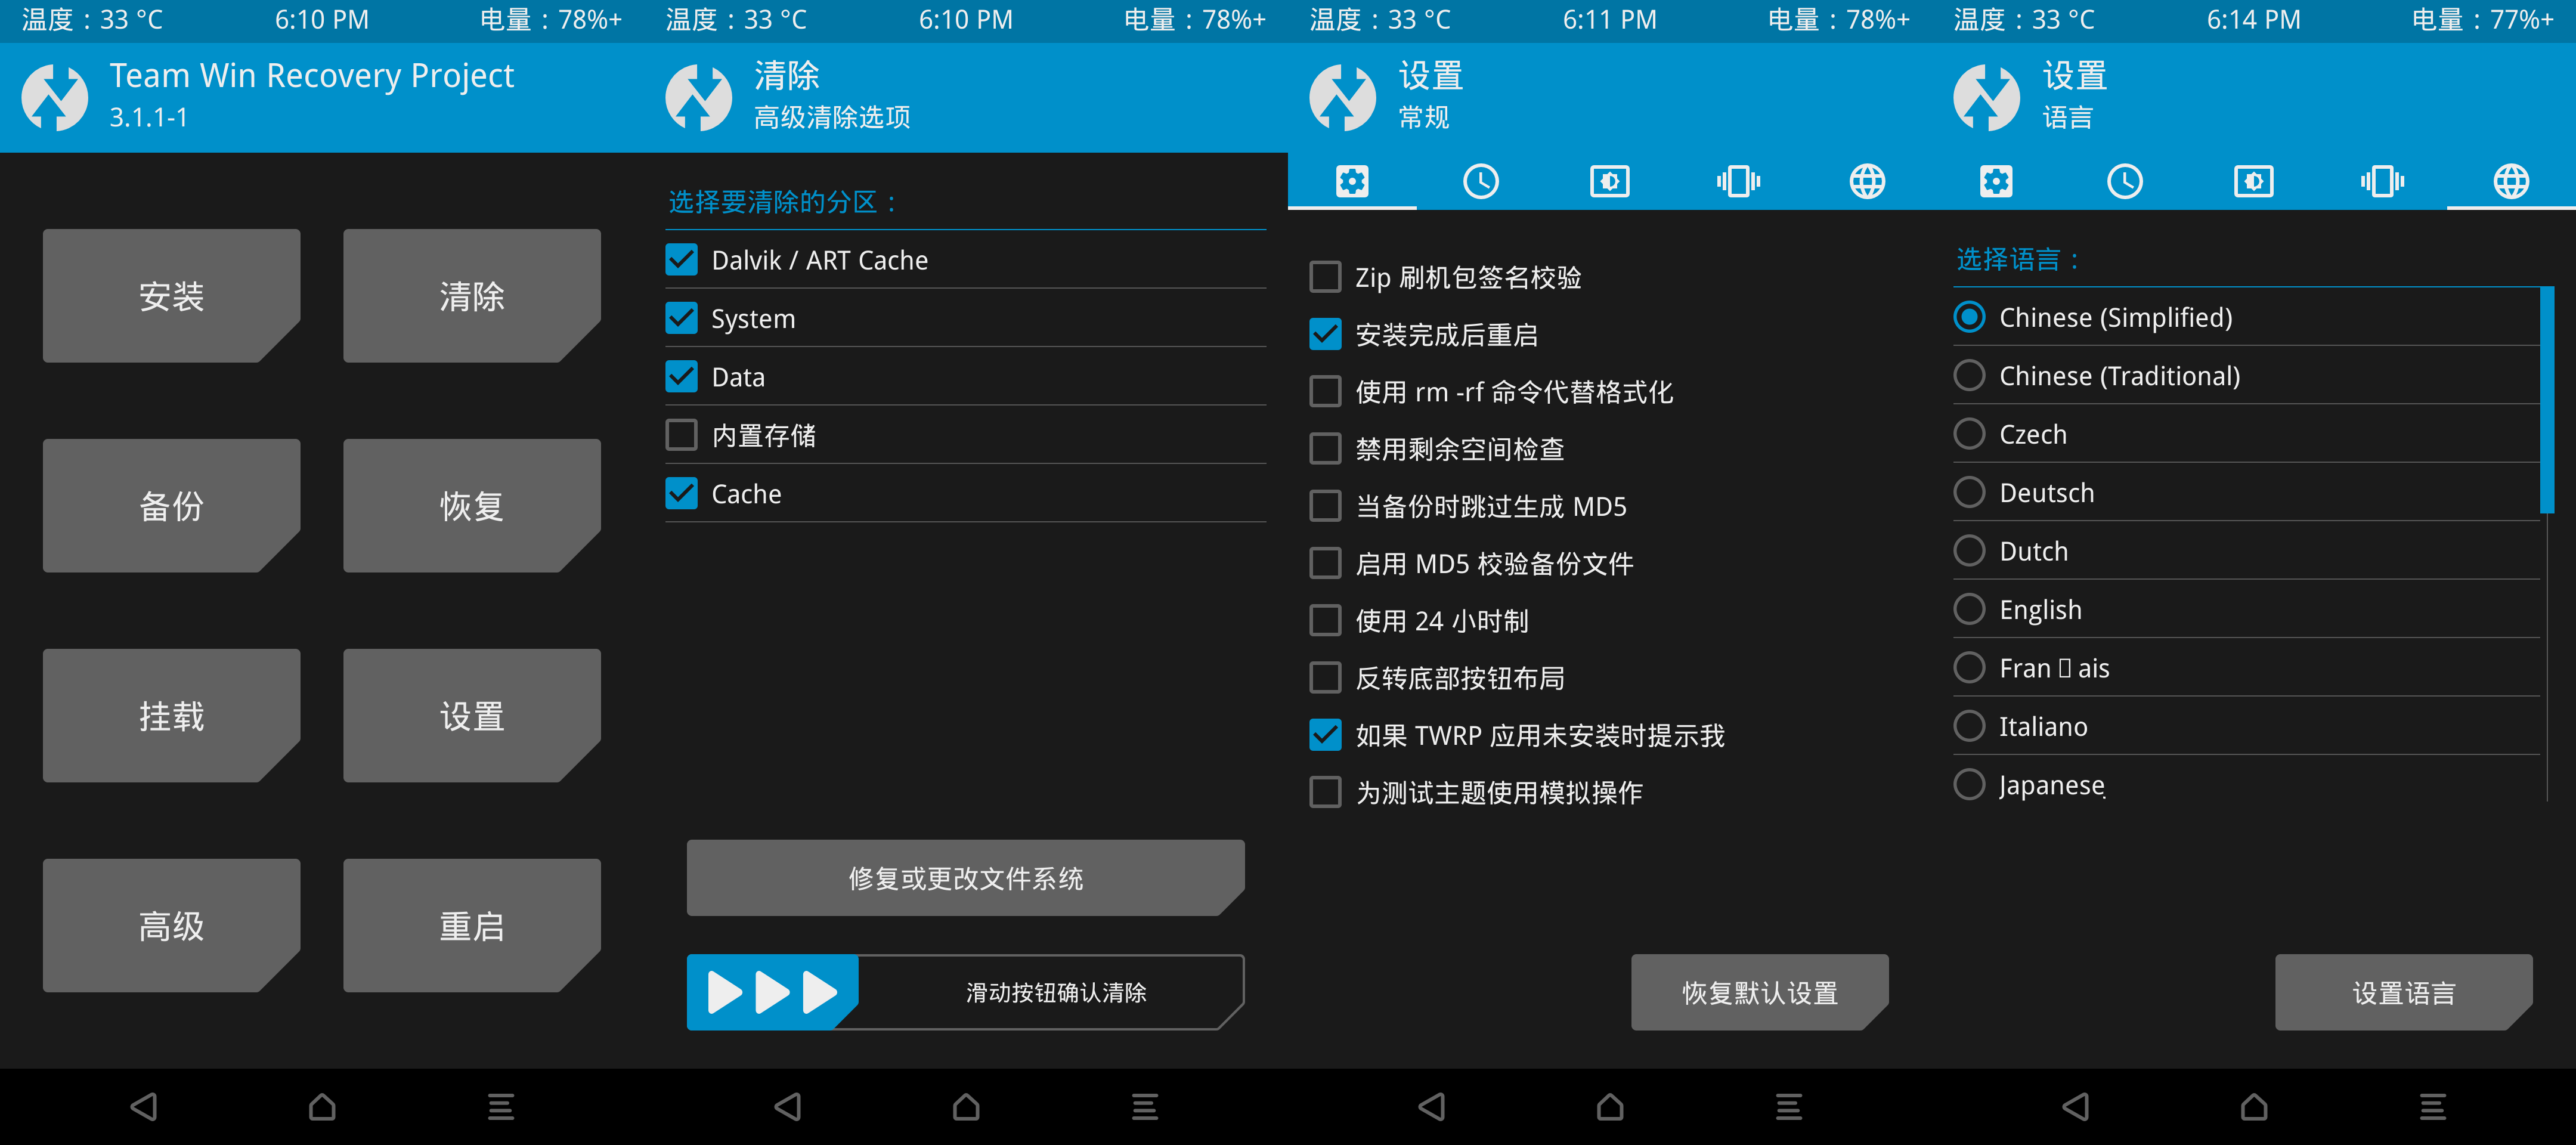 温度：33 °C 6:10 PM 电量：78%+
Team Win Recovery Project
3.1.1-1
安装 清除
备份 恢复
挂载 设置
高级 重启
温度：33 °C 6:10 PM 电量：78%+
清除
高级清除选项
选择要清除的分区：
Dalvik / ART Cache
System
Data
内置存储
Cache
修复或更改文件系统
滑动按钮确认清除
温度：33 °C 6:11 PM 电量：78%+
设置
常规
Zip 刷机包签名校验
安装完成后重启
使用 rm -rf 命令代替格式化
禁用剩余空间检查
当备份时跳过生成 MD5
启用 MD5 校验备份文件
使用 24 小时制
反转底部按钮布局
如果 TWRP 应用未安装时提示我
为测试主题使用模拟操作
恢复默认设置
温度：33 °C 6:14 PM 电量：77%+
设置
语言
选择语言：
Chinese (Simplified)
Chinese (Traditional)
Czech
Deutsch
Dutch
English
Fran▯ais
Italiano
Japanese
设置语言